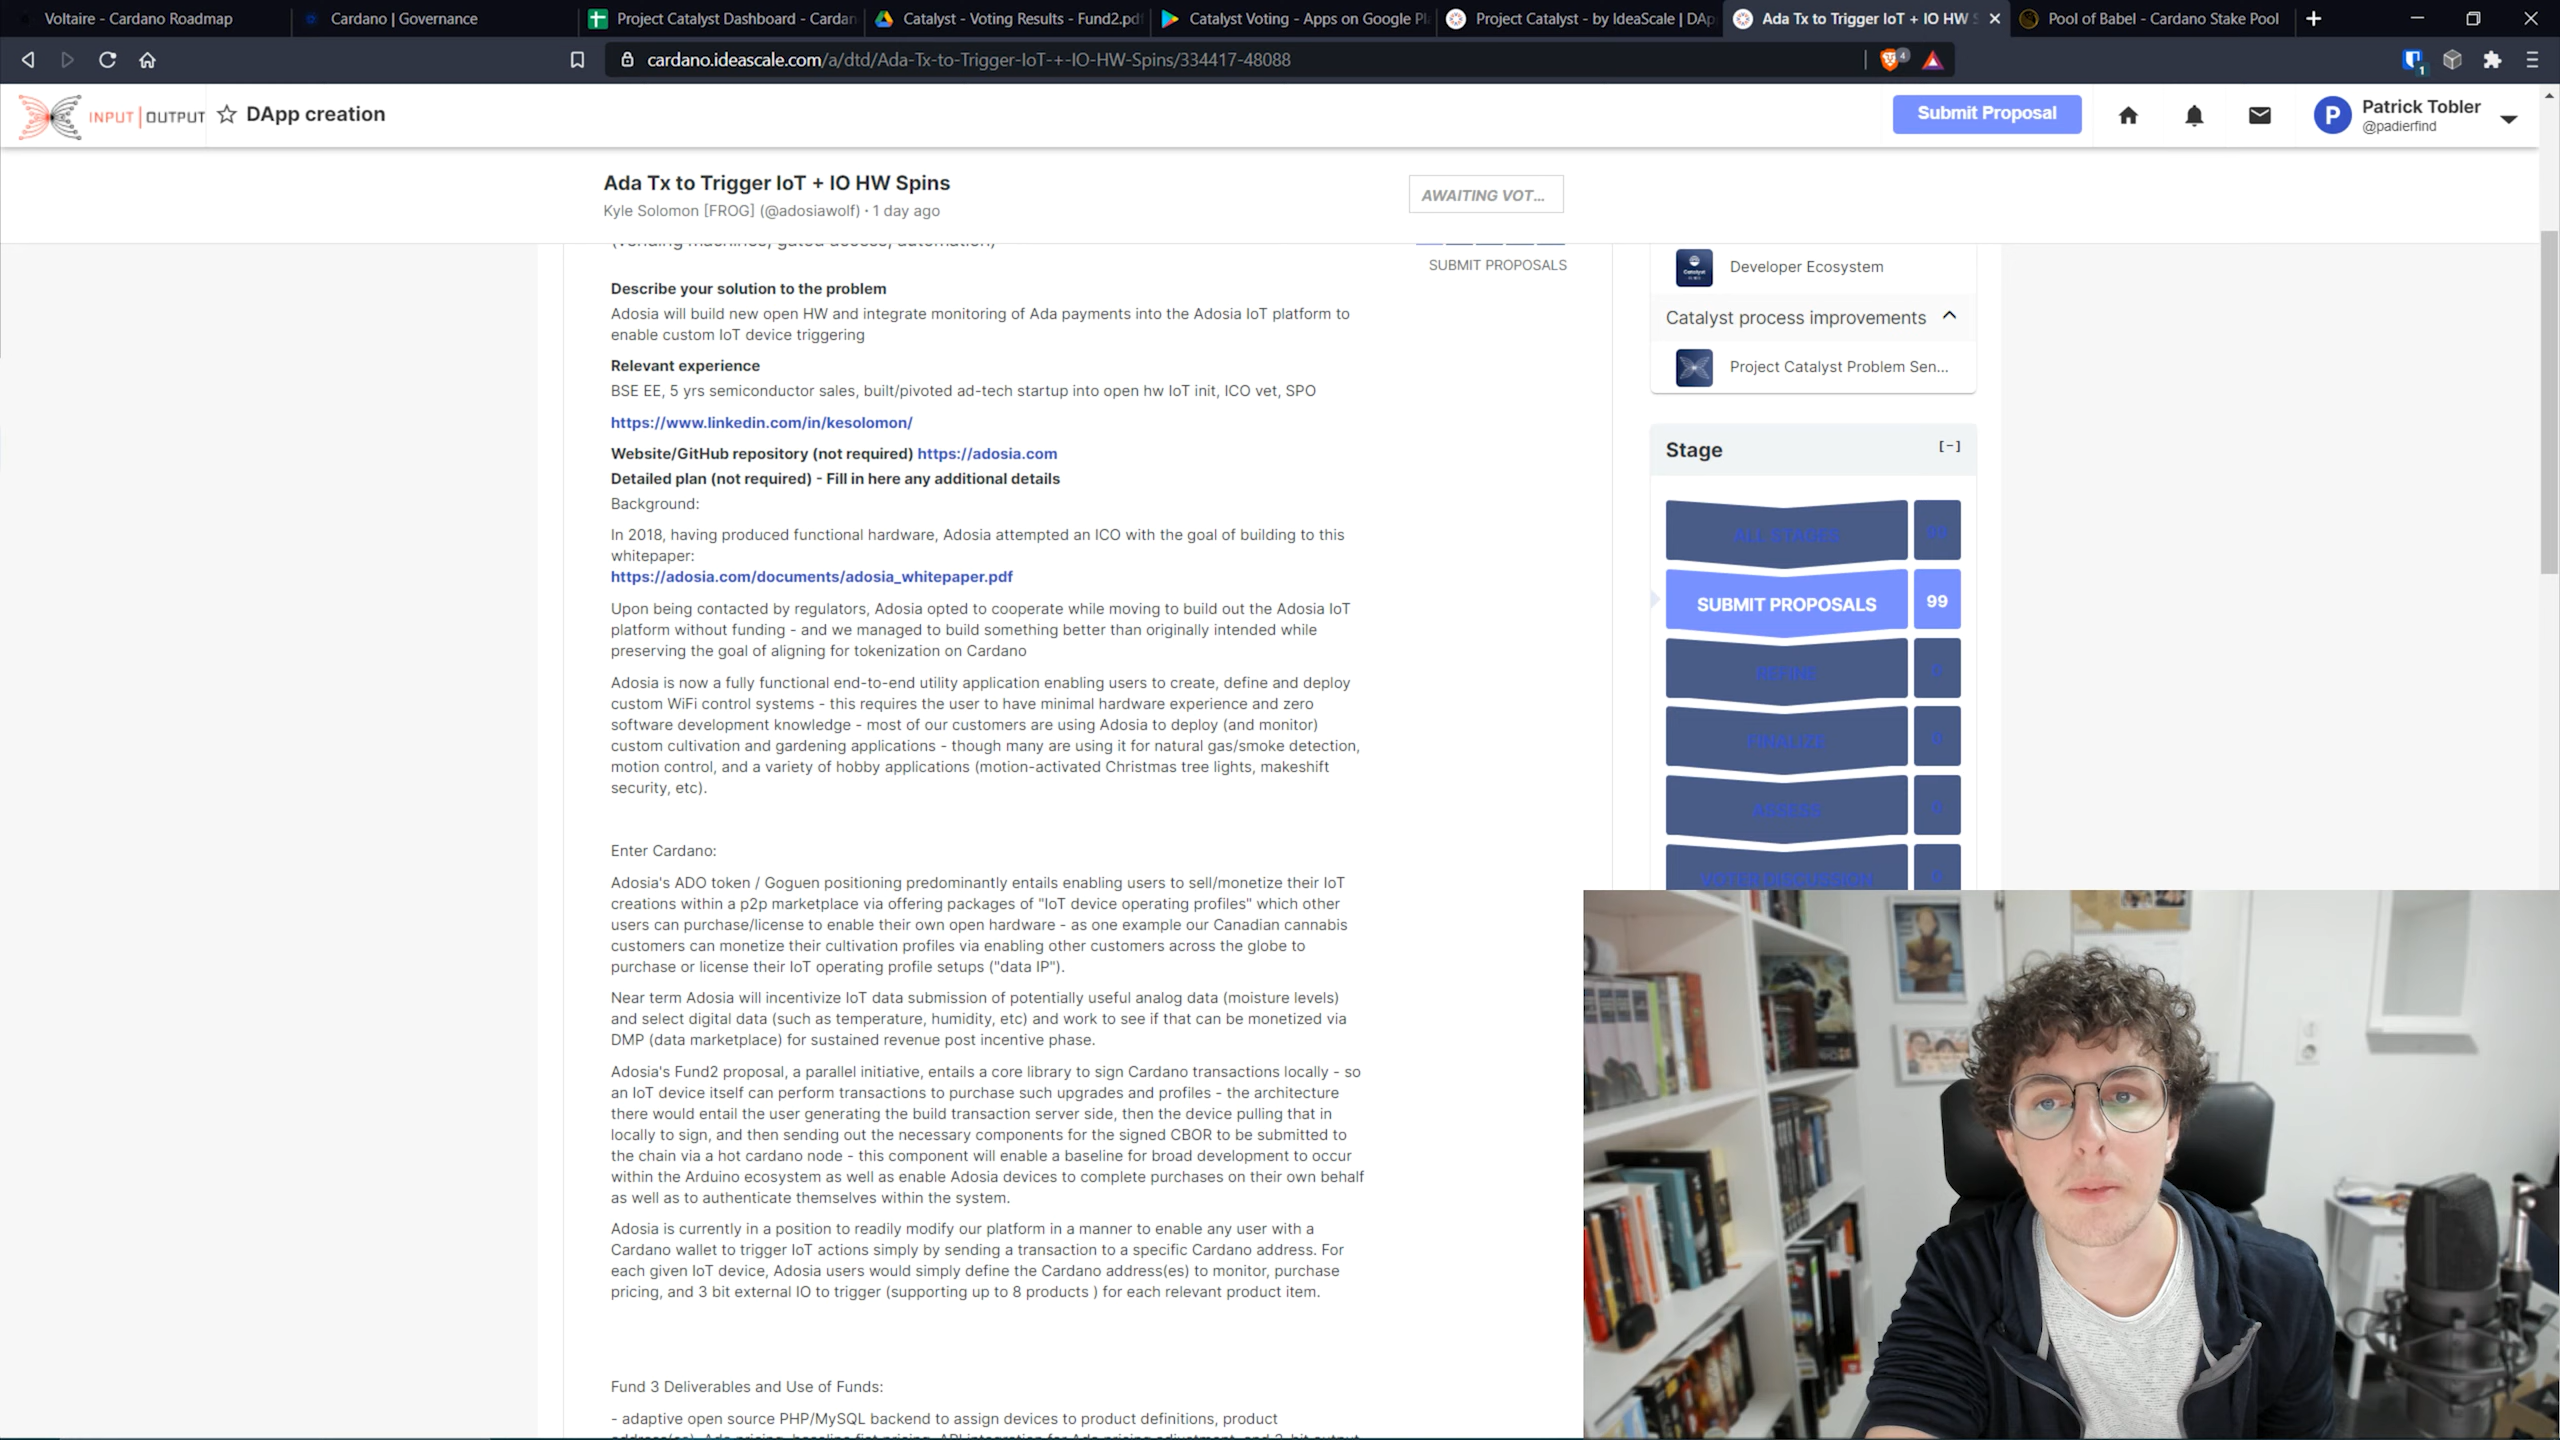 Voltaire - Cardano Roadmap
Cardano | Governance
Project Catalyst Dashboard - Cardan
Catalyst - Voting Results - Fund2.pdf
Catalyst Voting - Apps on Google Pl
Project Catalyst - by IdeaScale | DAp
Ada Tx to Trigger IoT + IO HW S
Pool of Babel - Cardano Stake Pool
cardano.ideascale.com/a/dtd/Ada-Tx-to-Trigger-IoT-+-IO-HW-Spins/334417-48088
4
1
INPUT | OUTPUT
DApp creation
Submit Proposal
P
Patrick Tobler
@padierfind
Ada Tx to Trigger IoT + IO HW Spins
Kyle Solomon [FROG] (@adosiawolf) · 1 day ago
AWAITING VOT...
(vending machines, gated access, automation)
SUBMIT PROPOSALS
Describe your solution to the problem
Adosia will build new open HW and integrate monitoring of Ada payments into the Adosia IoT platform to
enable custom IoT device triggering
Relevant experience
BSE EE, 5 yrs semiconductor sales, built/pivoted ad-tech startup into open hw IoT init, ICO vet, SPO
https://www.linkedin.com/in/kesolomon/
Website/GitHub repository (not required) https://adosia.com
Detailed plan (not required) - Fill in here any additional details
Background:
In 2018, having produced functional hardware, Adosia attempted an ICO with the goal of building to this
whitepaper:
https://adosia.com/documents/adosia_whitepaper.pdf
Upon being contacted by regulators, Adosia opted to cooperate while moving to build out the Adosia IoT
platform without funding - and we managed to build something better than originally intended while
preserving the goal of aligning for tokenization on Cardano
Adosia is now a fully functional end-to-end utility application enabling users to create, define and deploy
custom WiFi control systems - this requires the user to have minimal hardware experience and zero
software development knowledge - most of our customers are using Adosia to deploy (and monitor)
custom cultivation and gardening applications - though many are using it for natural gas/smoke detection,
motion control, and a variety of hobby applications (motion-activated Christmas tree lights, makeshift
security, etc).
Enter Cardano:
Adosia's ADO token / Goguen positioning predominantly entails enabling users to sell/monetize their IoT
creations within a p2p marketplace via offering packages of "IoT device operating profiles" which other
users can purchase/license to enable their own open hardware - as one example our Canadian cannabis
customers can monetize their cultivation profiles via enabling other customers across the globe to
purchase or license their IoT operating profile setups ("data IP").
Near term Adosia will incentivize IoT data submission of potentially useful analog data (moisture levels)
and select digital data (such as temperature, humidity, etc) and work to see if that can be monetized via
DMP (data marketplace) for sustained revenue post incentive phase.
Adosia's Fund2 proposal, a parallel initiative, entails a core library to sign Cardano transactions locally - so
an IoT device itself can perform transactions to purchase such upgrades and profiles - the architecture
there would entail the user generating the build transaction server side, then the device pulling that in
locally to sign, and then sending out the necessary components for the signed CBOR to be submitted to
the chain via a hot cardano node - this component will enable a baseline for broad development to occur
within the Arduino ecosystem as well as enable Adosia devices to complete purchases on their own behalf
as well as to authenticate themselves within the system.
Adosia is currently in a position to readily modify our platform in a manner to enable any user with a
Cardano wallet to trigger IoT actions simply by sending a transaction to a specific Cardano address. For
each given IoT device, Adosia users would simply define the Cardano address(es) to monitor, purchase
pricing, and 3 bit external IO to trigger (supporting up to 8 products ) for each relevant product item.
Fund 3 Deliverables and Use of Funds:
- adaptive open source PHP/MySQL backend to assign devices to product definitions, product
Developer Ecosystem
Catalyst process improvements
Project Catalyst Problem Sen...
Stage
[-]
ALL STAGES
99
SUBMIT PROPOSALS
99
REFINE
0
FINALIZE
0
ASSESS
0
VOTER DISCUSSION
0